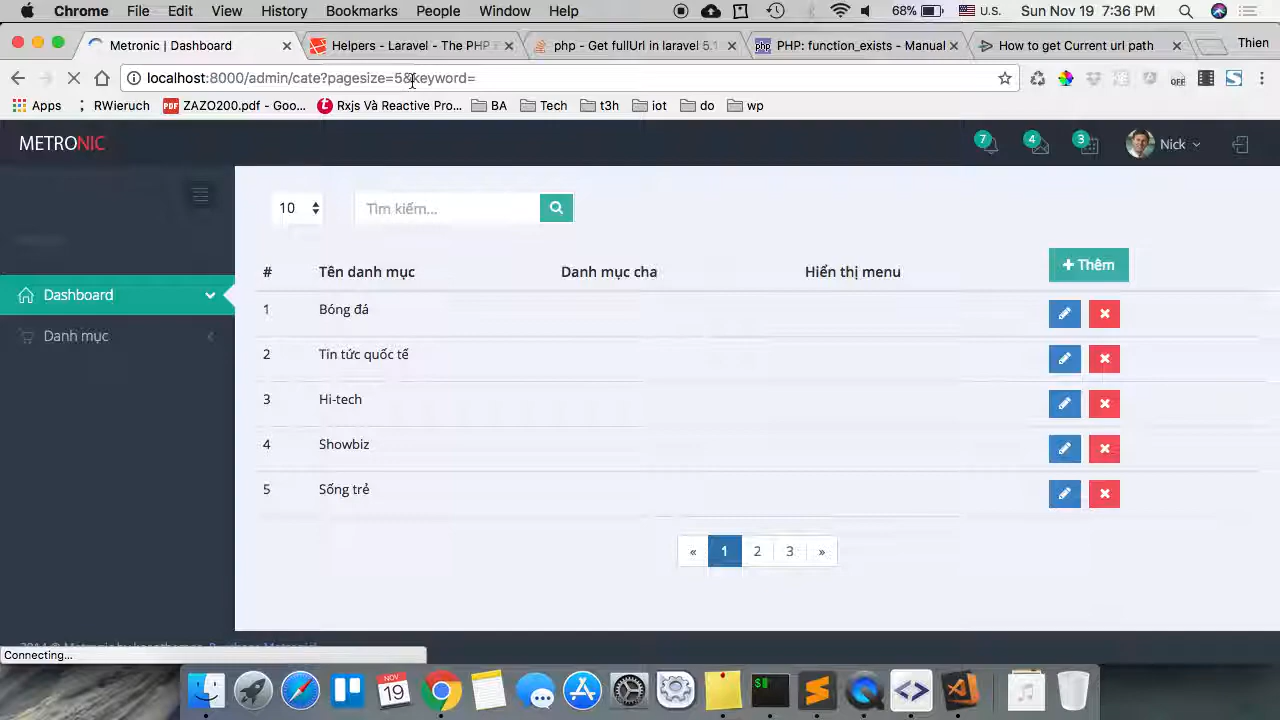 Chrome File Edit View History Bookmarks People Window Help 68% U.S. Sun Nov 19 7:36 PM
Metronic | Dashboard Helpers - Laravel - The PHP F php - Get fullUrl in laravel 5.1 PHP: function_exists - Manual How to get Current url path Thien
localhost:8000/admin/cate?pagesize=5&keyword=
Apps RWieruch ZAZO200.pdf - Goo... Rxjs Và Reactive Pro... BA Tech t3h iot do wp
METRONIC 7 4 3 Nick
10 Tìm kiếm...
# Tên danh mục Danh mục cha Hiển thị menu Thêm
Dashboard
1 Bóng đá
Danh mục
2 Tin tức quốc tế
3 Hi-tech
4 Showbiz
5 Sống trẻ
« 1 2 3 »
Connecting...
NOV
19